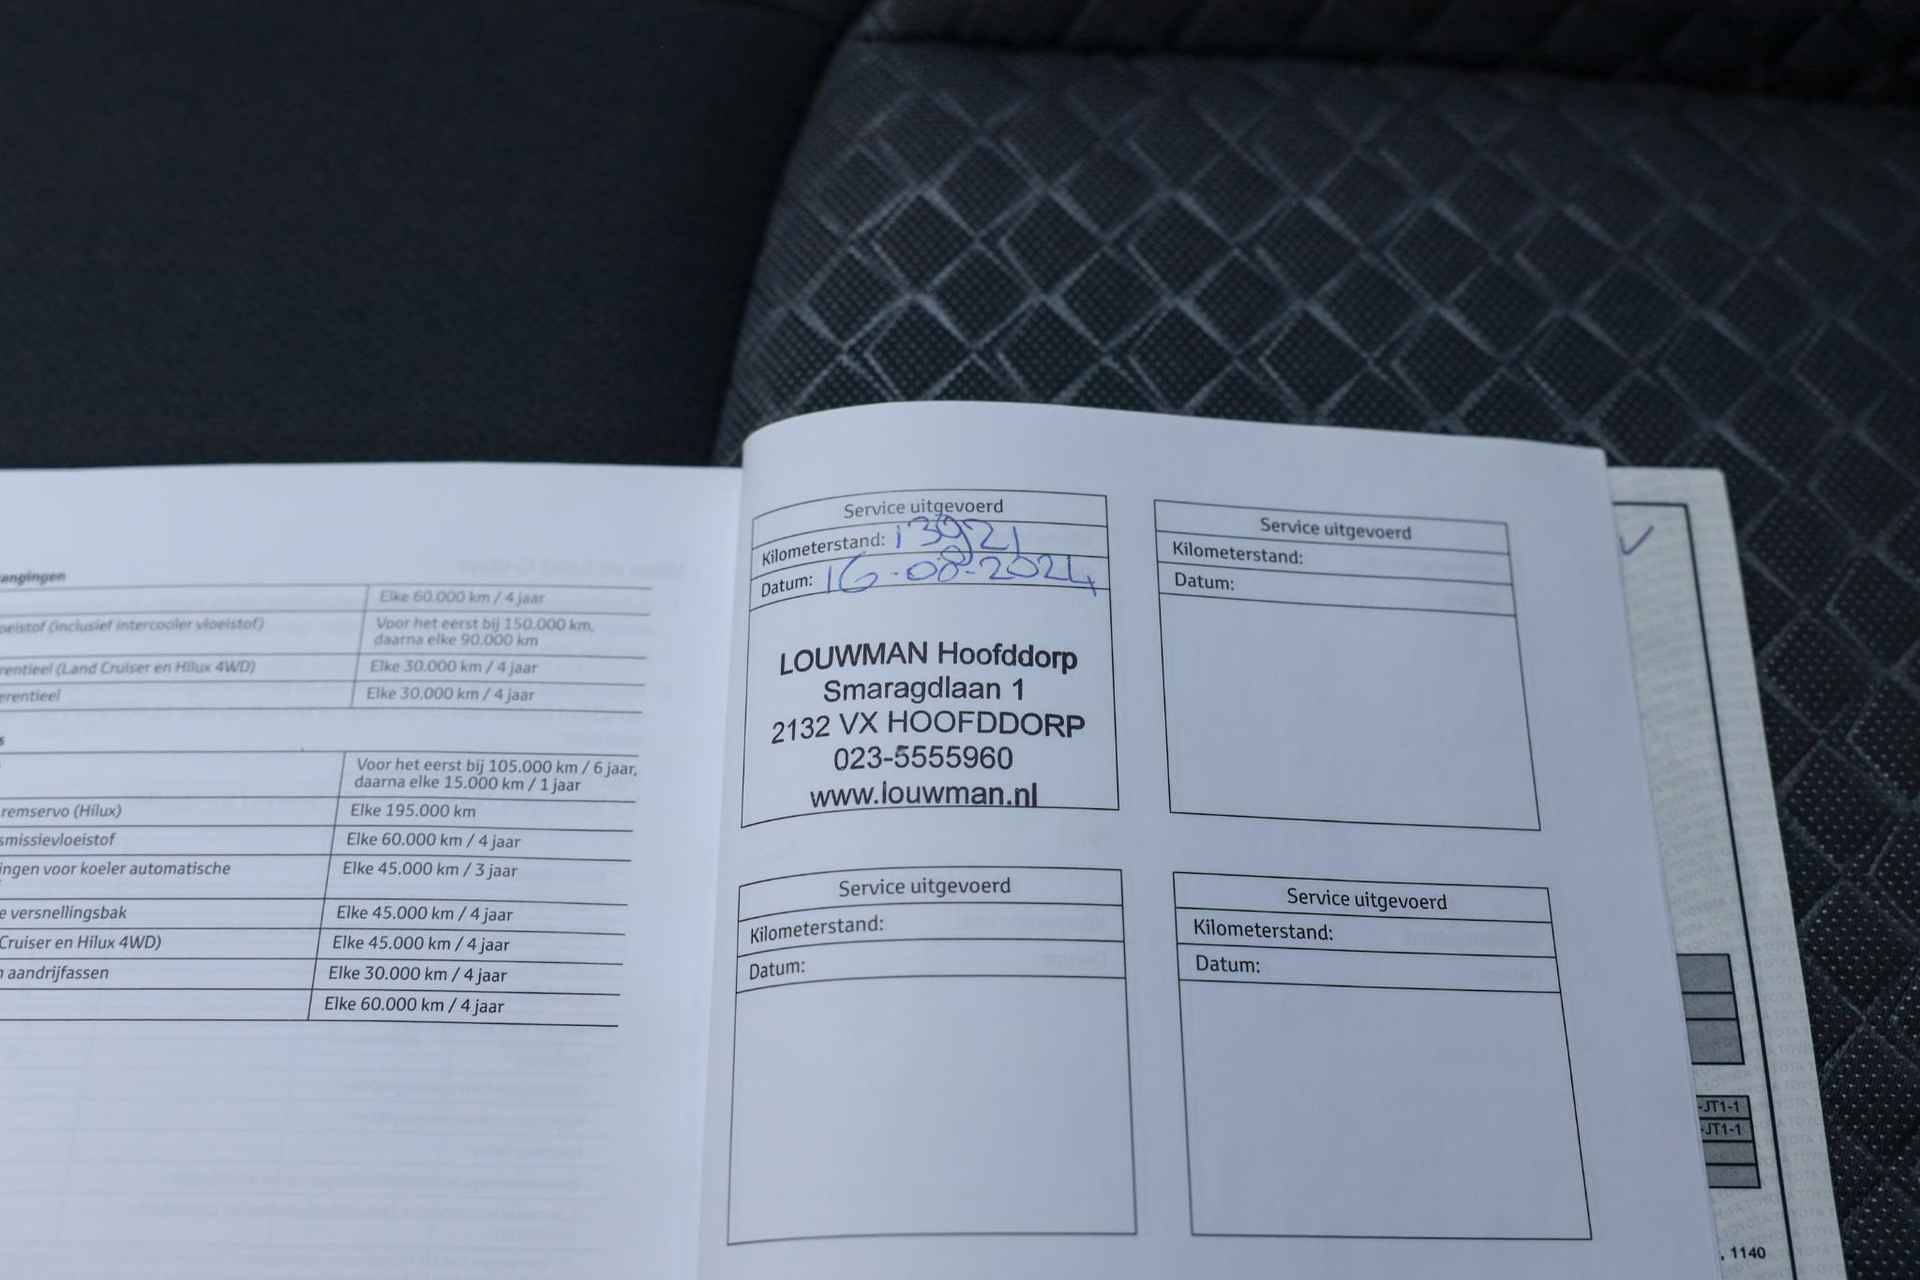 angingen
Elke 60.000 km / 4 jaar
oeistof (inclusief intercooler vloeistof)
Voor het eerst bij 150.000 km,
daarna elke 90.000 km
rentieel (Land Cruiser en Hilux 4WD)
Elke 30.000 km / 4 jaar
erentieel
Elke 30.000 km / 4 jaar
s
Voor het eerst bij 105.000 km / 6 jaar,
daarna elke 15.000 km / 1 jaar
remservo (Hilux)
Elke 195.000 km
smissievloeistof
Elke 60.000 km / 4 jaar
ingen voor koeler automatische
Elke 45.000 km / 3 jaar
e versnellingsbak
Elke 45.000 km / 4 jaar
Cruiser en Hilux 4WD)
Elke 45.000 km / 4 jaar
n aandrijfassen
Elke 30.000 km / 4 jaar
Elke 60.000 km / 4 jaar
Service uitgevoerd
Kilometerstand: 13921
Datum: 16-08-2024
LOUWMAN Hoofddorp
Smaragdlaan 1
2132 VX HOOFDDORP
023-5555960
www.louwman.nl
Service uitgevoerd
Kilometerstand:
Datum:
Service uitgevoerd
Kilometerstand:
Datum:
Service uitgevoerd
Kilometerstand:
Datum:
-JT1-1
-JT1-1
, 1140